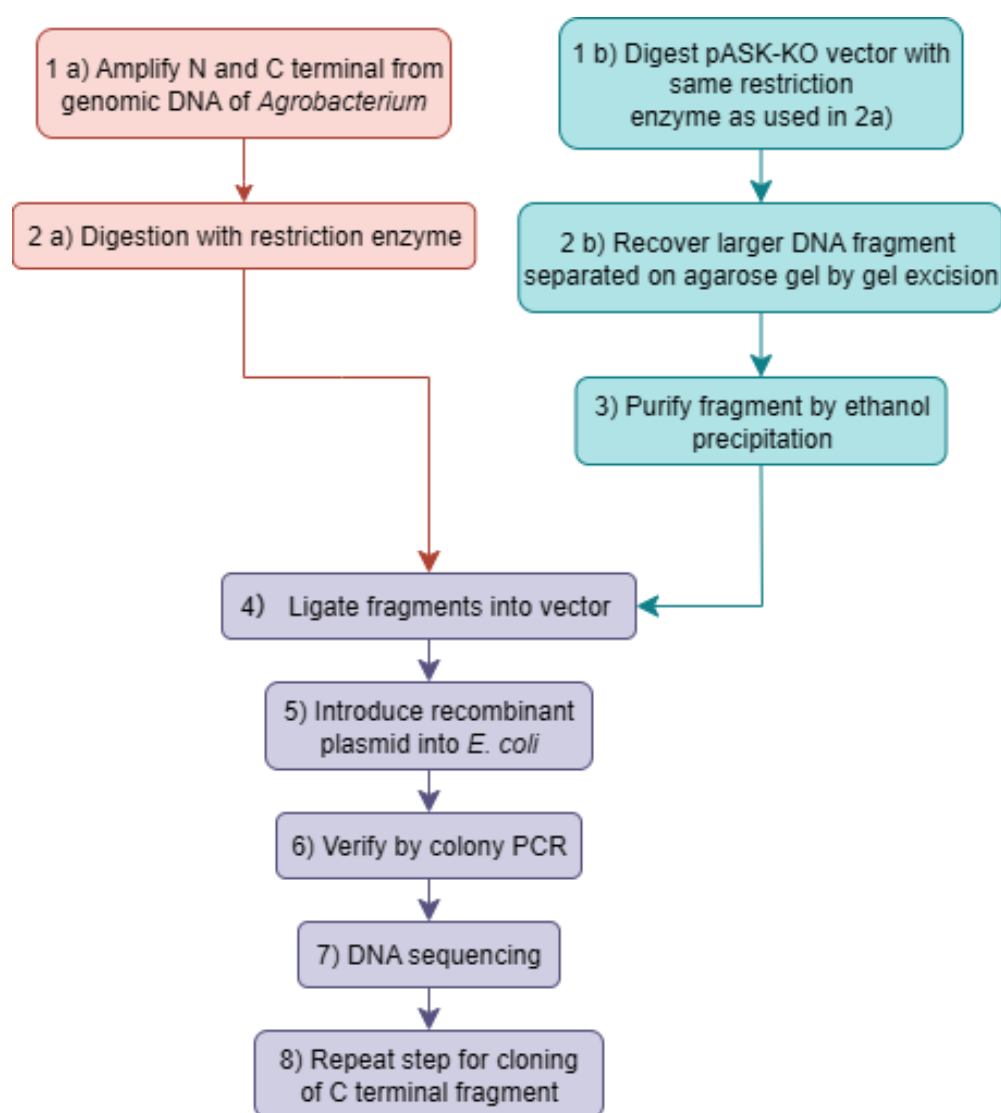 1 a) Amplify N and C terminal from
genomic DNA of Agrobacterium
1 b) Digest pASK-KO vector with
same restriction
enzyme as used in 2a)
2 a) Digestion with restriction enzyme
2 b) Recover larger DNA fragment
separated on agarose gel by gel excision
3) Purify fragment by ethanol
precipitation
4) Ligate fragments into vector
5) Introduce recombinant
plasmid into E. coli
6) Verify by colony PCR
7) DNA sequencing
8) Repeat step for cloning
of C terminal fragment